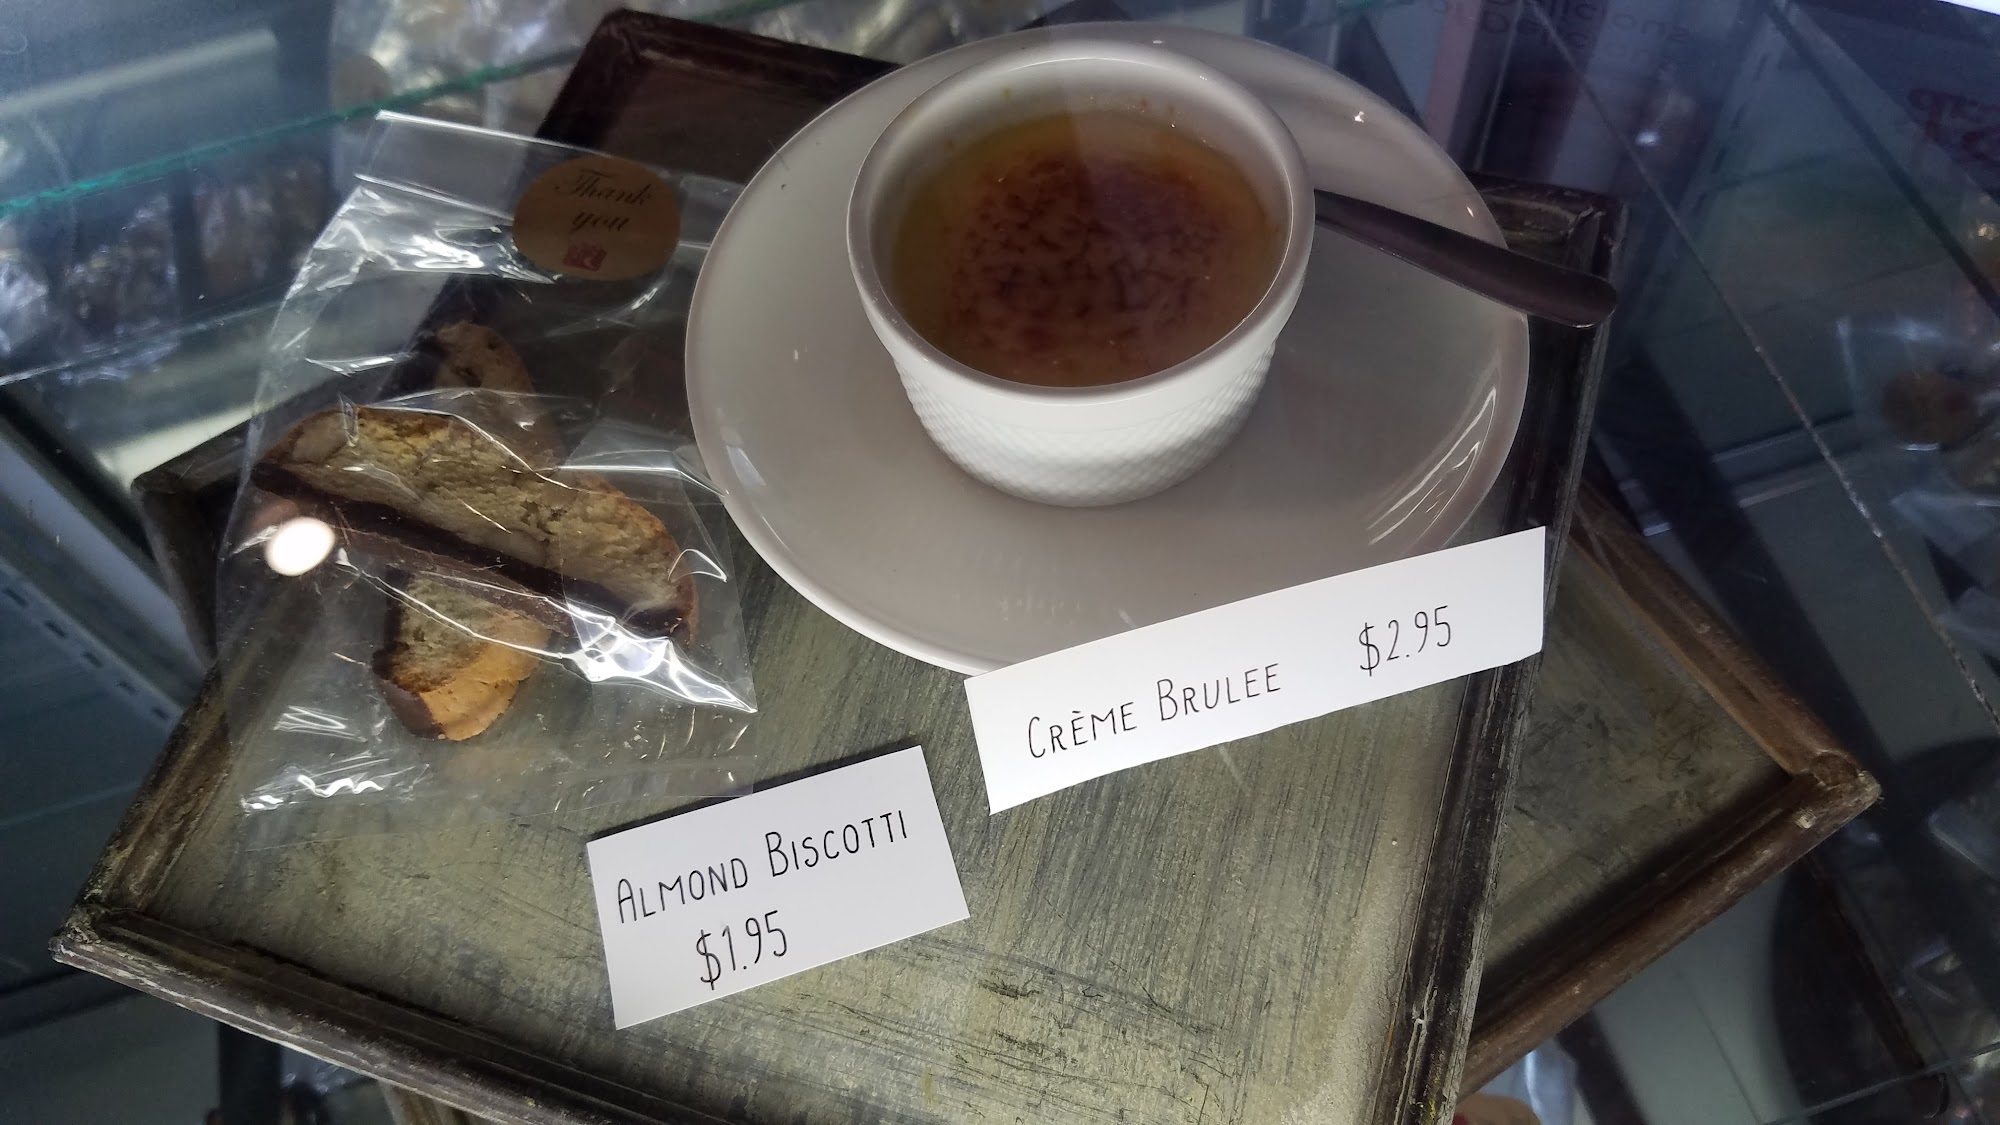 Thank
you
CRÈME BRULEE $2.95
ALMOND BISCOTTI
$1.95